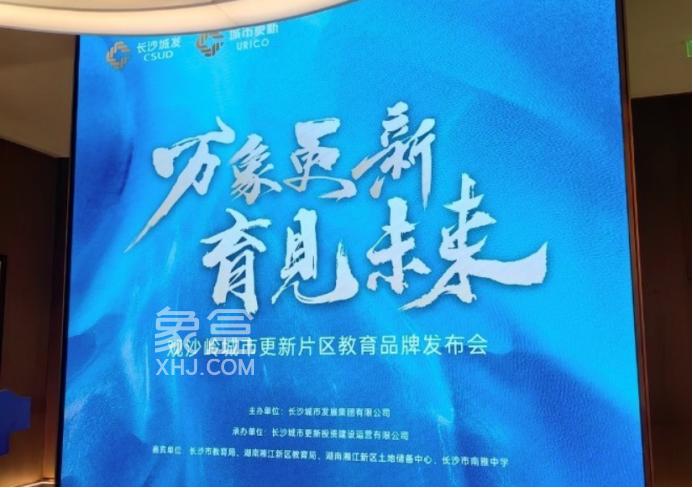 长沙城发 城市更新
CSUD URICO
万象更新
育见未来
观沙岭城市更新片区教育品牌发布会
象盒
XHJ.COM
主办单位：长沙城市发展集团有限公司
承办单位：长沙城市更新投资建设运营有限公司
嘉宾单位：长沙市教育局、湖南湘江新区教育局、湖南湘江新区土地储备中心、长沙市南雅中学